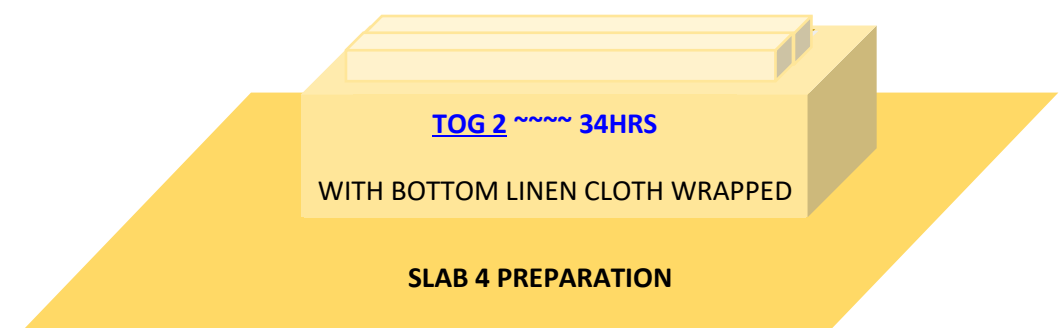 TOG 2 ~~~~ 34HRS
WITH BOTTOM LINEN CLOTH WRAPPED
SLAB 4 PREPARATION